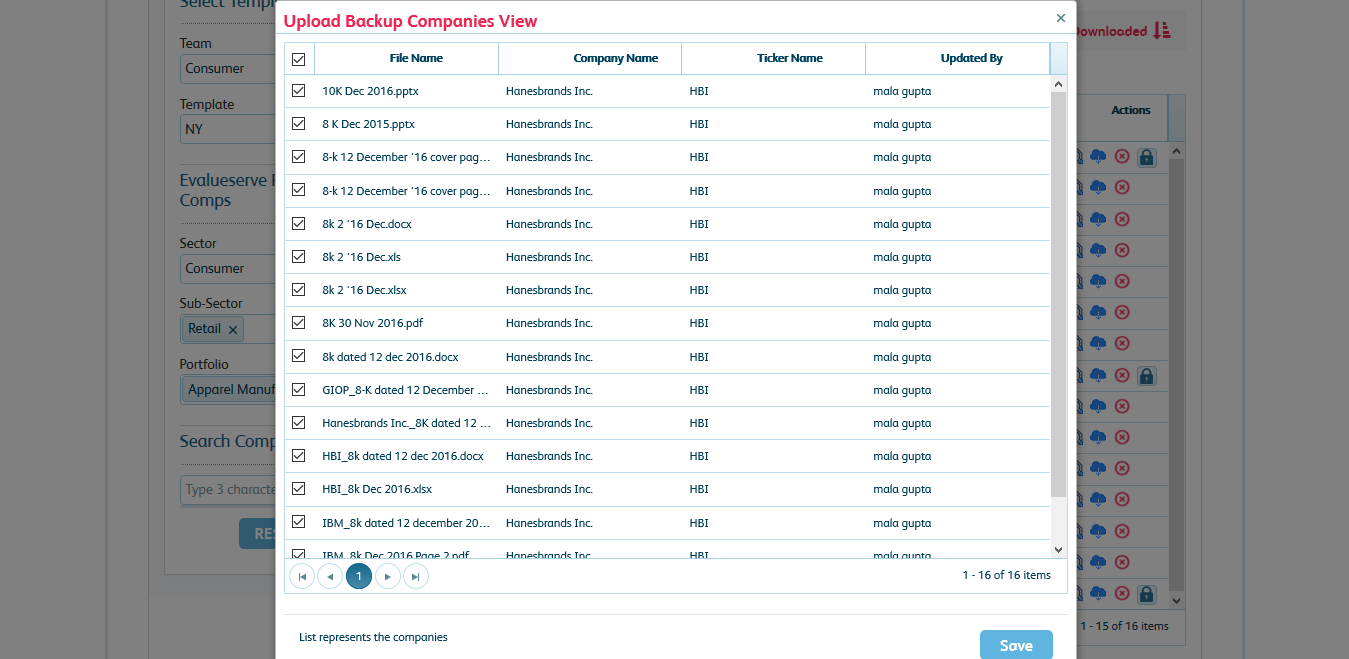 Upload Backup Companies View
×
File Name Company Name Ticker Name Updated By
10K Dec 2016.pptx Hanesbrands Inc. HBI mala gupta
8 K Dec 2015.pptx Hanesbrands Inc. HBI mala gupta
8-k 12 December '16 cover pag... Hanesbrands Inc. HBI mala gupta
8-k 12 December '16 cover pag... Hanesbrands Inc. HBI mala gupta
8k 2 '16 Dec.docx Hanesbrands Inc. HBI mala gupta
8k 2 '16 Dec.xls Hanesbrands Inc. HBI mala gupta
8k 2 '16 Dec.xlsx Hanesbrands Inc. HBI mala gupta
8K 30 Nov 2016.pdf Hanesbrands Inc. HBI mala gupta
8k dated 12 dec 2016.docx Hanesbrands Inc. HBI mala gupta
GIOP_8-K dated 12 December ... Hanesbrands Inc. HBI mala gupta
Hanesbrands Inc._8K dated 12 ... Hanesbrands Inc. HBI mala gupta
HBI_8k dated 12 dec 2016.docx Hanesbrands Inc. HBI mala gupta
HBI_8k Dec 2016.xlsx Hanesbrands Inc. HBI mala gupta
IBM_8k dated 12 december 20... Hanesbrands Inc. HBI mala gupta
IBM_8k Dec 2016 Page 2.pdf Hanesbrands Inc. HBI mala gupta
1
1 - 16 of 16 items
List represents the companies
Save
Select
Team
Consumer
Template
NY
Evalueserve
Comps
Sector
Consumer
Sub-Sector
Retail ×
Portfolio
Apparel Manuf
Search Comp
Type 3 characte
RES
Downloaded
Actions
1 - 15 of 16 items